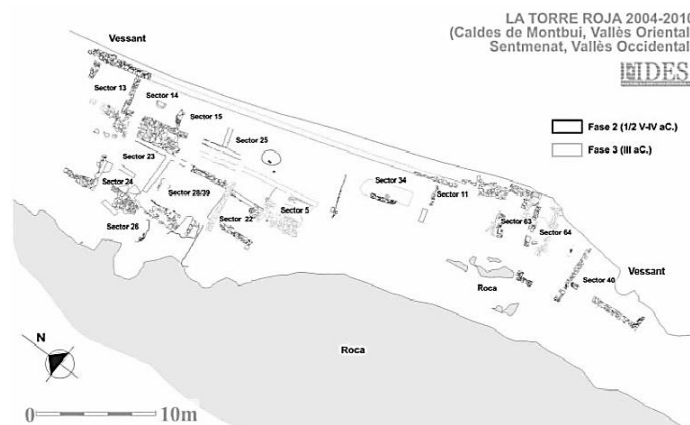 LA TORRE ROJA 2004-2010
(Caldes de Montbui, Vallès Oriental
Sentmenat, Vallès Occidental
IDES
Vessant
Sector 13
Sector 14
Sector 15
Sector 25
Fase 2 (1/2 V-IV aC.)
Fase 3 (III aC.)
Sector 23
Sector 24
Sector 28/39
Sector 34
Sector 11
Sector 26
Sector 22
Sector 5
Sector 63
Sector 64
Sector 40
Vessant
Roca
Roca
N
0 10m